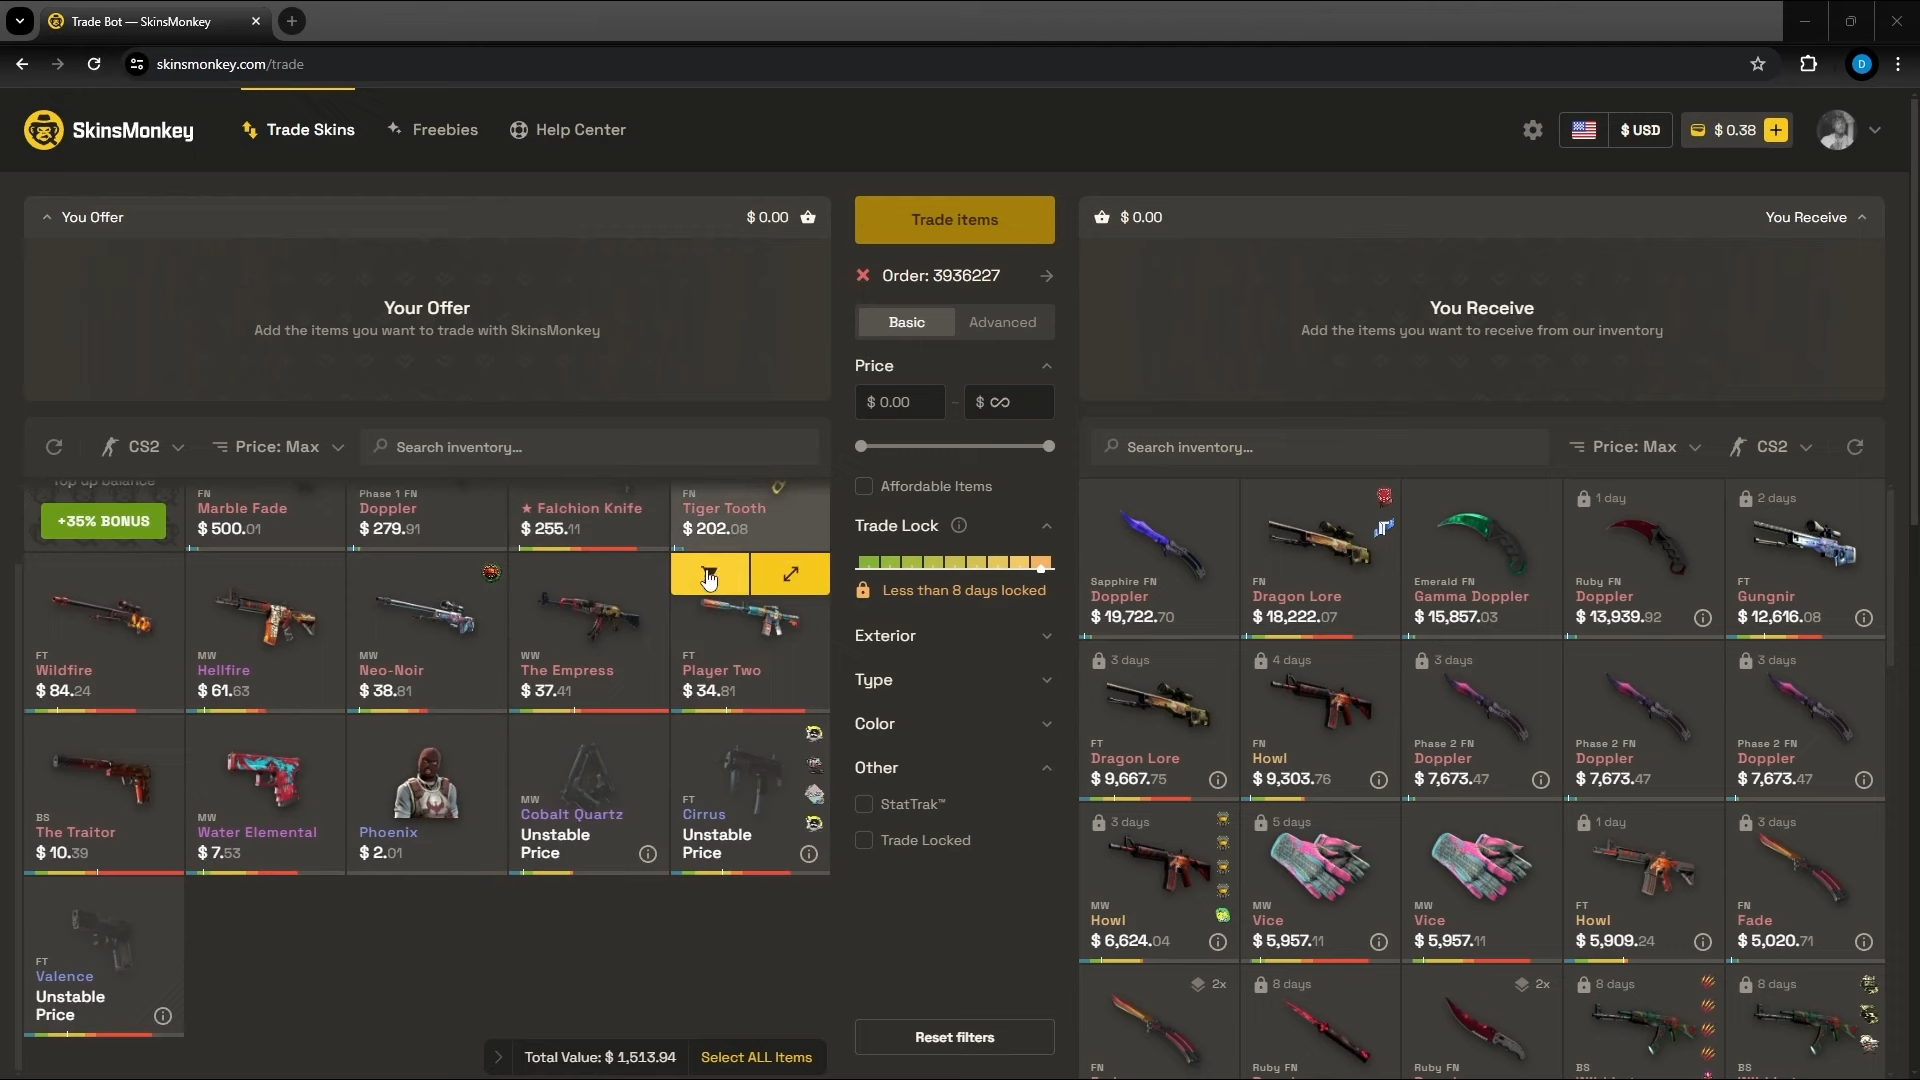 Trade Bot — SkinsMonkey
skinsmonkey.com/trade
SkinsMonkey
Trade Skins
Freebies
Help Center
$ USD
$ 0.38
D
You Offer
$ 0.00
Your Offer
Add the items you want to trade with SkinsMonkey
CS2
Price: Max
Search inventory...
Top up balance
+35% BONUS
FN
Marble Fade
$ 500.01
Phase 1 FN
Doppler
$ 279.91
★ Falchion Knife
$ 255.11
FN
Tiger Tooth
$ 202.08
FT
Wildfire
$ 84.24
MW
Hellfire
$ 61.63
MW
Neo-Noir
$ 38.81
WW
The Empress
$ 37.41
FT
Player Two
$ 34.81
BS
The Traitor
$ 10.39
MW
Water Elemental
$ 7.53
Phoenix
$ 2.01
MW
Cobalt Quartz
Unstable
Price
FT
Cirrus
Unstable
Price
FT
Valence
Unstable
Price
Total Value: $ 1,513.94
Select ALL Items
Trade items
Order: 3936227
Basic
Advanced
Price
$ 0.00
–
$ ∞
Affordable Items
Trade Lock
Less than 8 days locked
Exterior
Type
Color
Other
StatTrak™
Trade Locked
Reset filters
$ 0.00
You Receive
You Receive
Add the items you want to receive from our inventory
Search inventory...
Price: Max
CS2
Sapphire FN
Doppler
$ 19,722.70
FN
Dragon Lore
$ 18,222.07
Emerald FN
Gamma Doppler
$ 15,857.03
1 day
Ruby FN
Doppler
$ 13,939.92
2 days
FT
Gungnir
$ 12,616.08
3 days
FT
Dragon Lore
$ 9,667.75
4 days
FN
Howl
$ 9,303.76
3 days
Phase 2 FN
Doppler
$ 7,673.47
Phase 2 FN
Doppler
$ 7,673.47
3 days
Phase 2 FN
Doppler
$ 7,673.47
3 days
MW
Howl
$ 6,624.04
5 days
MW
Vice
$ 5,957.11
MW
Vice
$ 5,957.11
1 day
FT
Howl
$ 5,909.24
3 days
FN
Fade
$ 5,020.71
2x
FN
8 days
Ruby FN
2x
Ruby FN
8 days
BS
8 days
BS